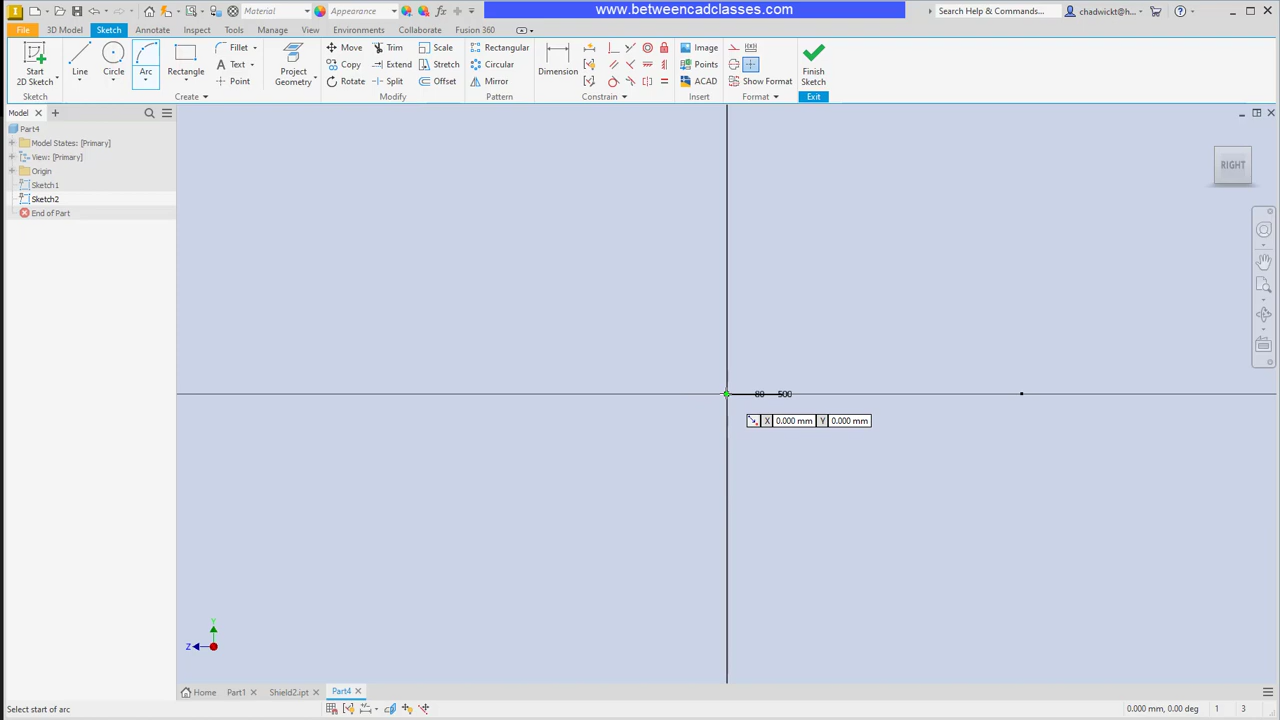 www.betweencadclasses.com
Material
Appearance
Search Help & Commands...
chadwickt@h...
File
3D Model
Sketch
Annotate
Inspect
Tools
Manage
View
Environments
Collaborate
Fusion 360
Start
2D Sketch
Line
Circle
Arc
Rectangle
Fillet
Text
Point
Project
Geometry
Move
Copy
Rotate
Trim
Extend
Split
Scale
Stretch
Offset
Rectangular
Circular
Mirror
Dimension
Image
Points
ACAD
Show Format
Finish
Sketch
Sketch
Create
Modify
Pattern
Constrain
Insert
Format
Exit
Model
Part4
Model States: [Primary]
View: [Primary]
Origin
Sketch1
Sketch2
End of Part
RIGHT
80
500
X 0.000 mm Y 0.000 mm
Y
Z
Home
Part1
Shield2.ipt
Part4
Select start of arc
0.000 mm, 0.00 deg
1
3